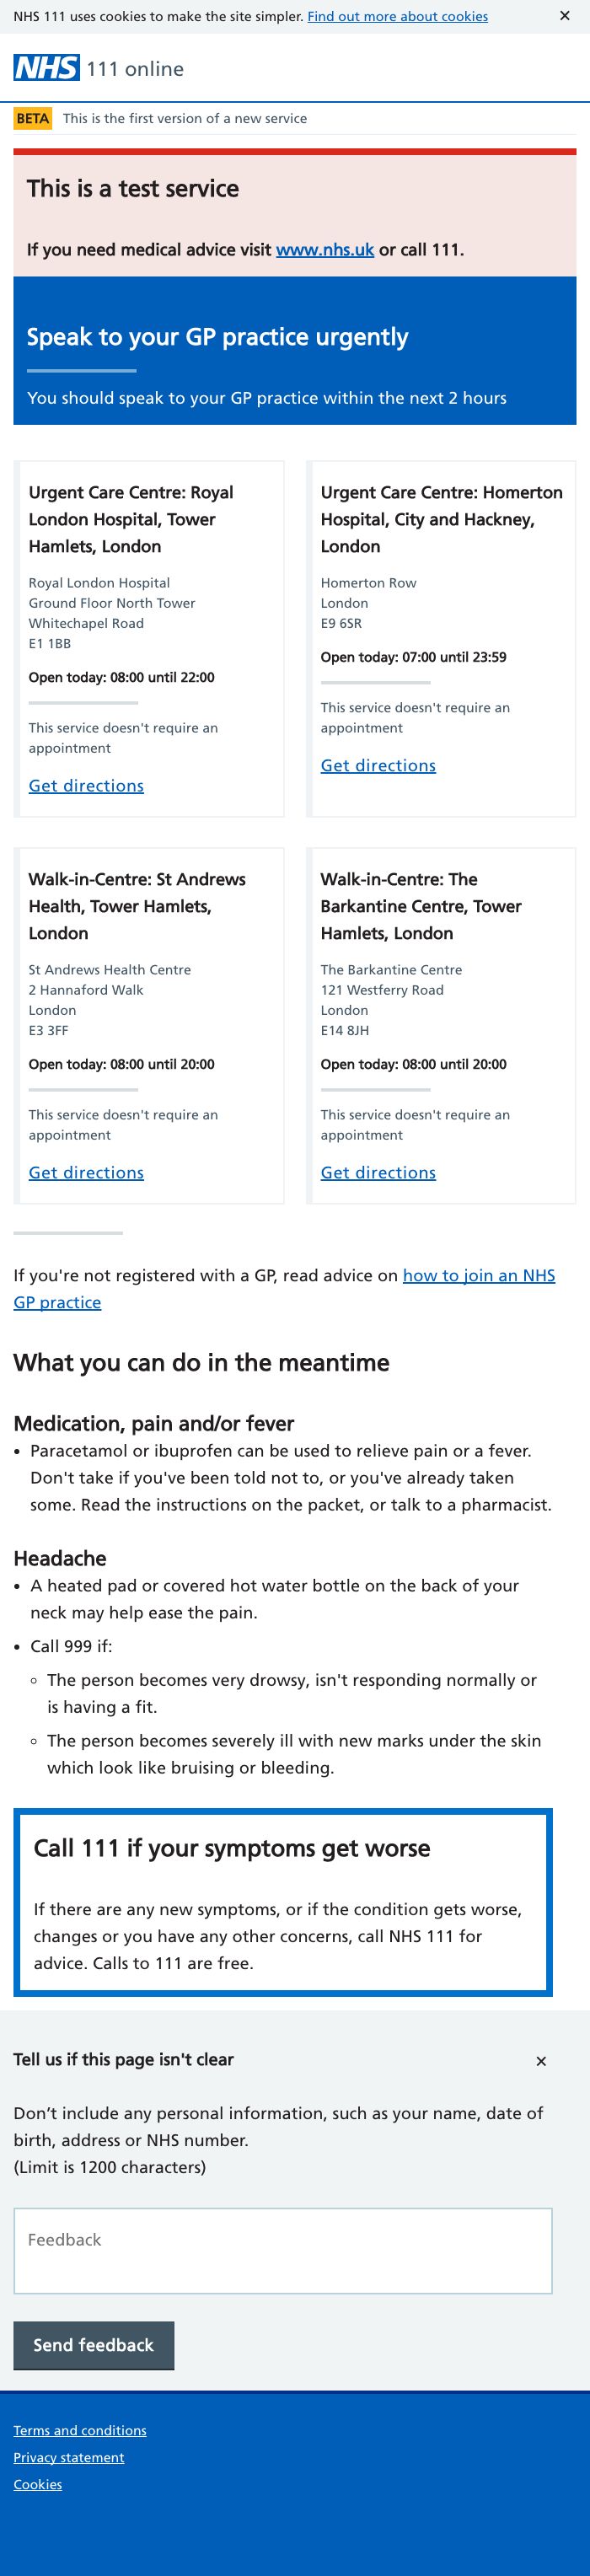 NHS 111 uses cookies to make the site simpler. Find out more about cookies ✕
NHS 111 online
BETA This is the first version of a new service
This is a test service
If you need medical advice visit www.nhs.uk or call 111.
Speak to your GP practice urgently
You should speak to your GP practice within the next 2 hours
Urgent Care Centre: Royal
London Hospital, Tower
Hamlets, London
Royal London Hospital
Ground Floor North Tower
Whitechapel Road
E1 1BB
Open today: 08:00 until 22:00
This service doesn't require an
appointment
Get directions
Urgent Care Centre: Homerton
Hospital, City and Hackney,
London
Homerton Row
London
E9 6SR
Open today: 07:00 until 23:59
This service doesn't require an
appointment
Get directions
Walk-in-Centre: St Andrews
Health, Tower Hamlets,
London
St Andrews Health Centre
2 Hannaford Walk
London
E3 3FF
Open today: 08:00 until 20:00
This service doesn't require an
appointment
Get directions
Walk-in-Centre: The
Barkantine Centre, Tower
Hamlets, London
The Barkantine Centre
121 Westferry Road
London
E14 8JH
Open today: 08:00 until 20:00
This service doesn't require an
appointment
Get directions
If you're not registered with a GP, read advice on how to join an NHS
GP practice
What you can do in the meantime
Medication, pain and/or fever
• Paracetamol or ibuprofen can be used to relieve pain or a fever.
Don't take if you've been told not to, or you've already taken
some. Read the instructions on the packet, or talk to a pharmacist.
Headache
• A heated pad or covered hot water bottle on the back of your
neck may help ease the pain.
• Call 999 if:
◦ The person becomes very drowsy, isn't responding normally or
is having a fit.
◦ The person becomes severely ill with new marks under the skin
which look like bruising or bleeding.
Call 111 if your symptoms get worse
If there are any new symptoms, or if the condition gets worse,
changes or you have any other concerns, call NHS 111 for
advice. Calls to 111 are free.
Tell us if this page isn't clear ✕
Don’t include any personal information, such as your name, date of
birth, address or NHS number.
(Limit is 1200 characters)
Feedback
Send feedback
Terms and conditions
Privacy statement
Cookies